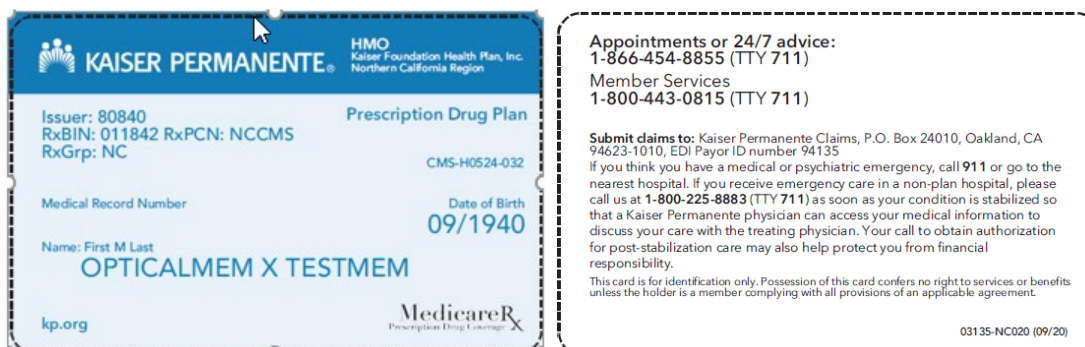 KAISER PERMANENTE®
HMO
Kaiser Foundation Health Plan, Inc.
Northern California Region
Issuer: 80840
RxBIN: 011842 RxPCN: NCCMS
RxGrp: NC
Prescription Drug Plan
CMS-H0524-032
Medical Record Number
Date of Birth
09/1940
Name: First M Last
OPTICALMEM X TESTMEM
kp.org
MedicareRx
Prescription Drug Coverage
Appointments or 24/7 advice:
1-866-454-8855 (TTY 711)
Member Services
1-800-443-0815 (TTY 711)
Submit claims to: Kaiser Permanente Claims, P.O. Box 24010, Oakland, CA
94623-1010, EDI Payor ID number 94135
If you think you have a medical or psychiatric emergency, call 911 or go to the
nearest hospital. If you receive emergency care in a non-plan hospital, please
call us at 1-800-225-8883 (TTY 711) as soon as your condition is stabilized so
that a Kaiser Permanente physician can access your medical information to
discuss your care with the treating physician. Your call to obtain authorization
for post-stabilization care may also help protect you from financial
responsibility.
This card is for identification only. Possession of this card confers no right to services or benefits
unless the holder is a member complying with all provisions of an applicable agreement.
03135-NC020 (09/20)